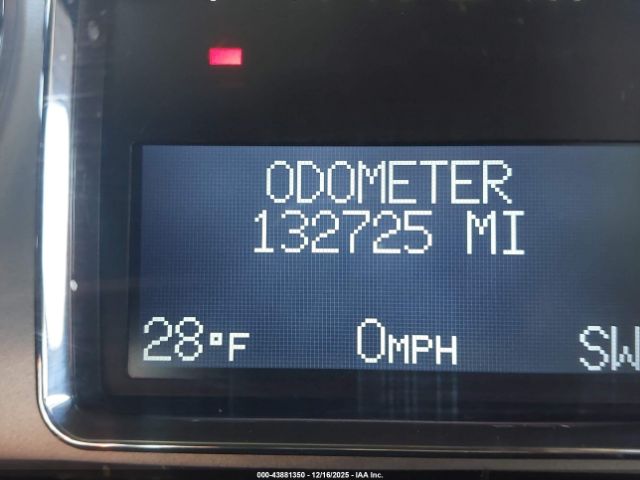 ODOMETER
132725 MI
28°F 0MPH SW
000-43881350 | 12/16/2025 | IAA Inc.